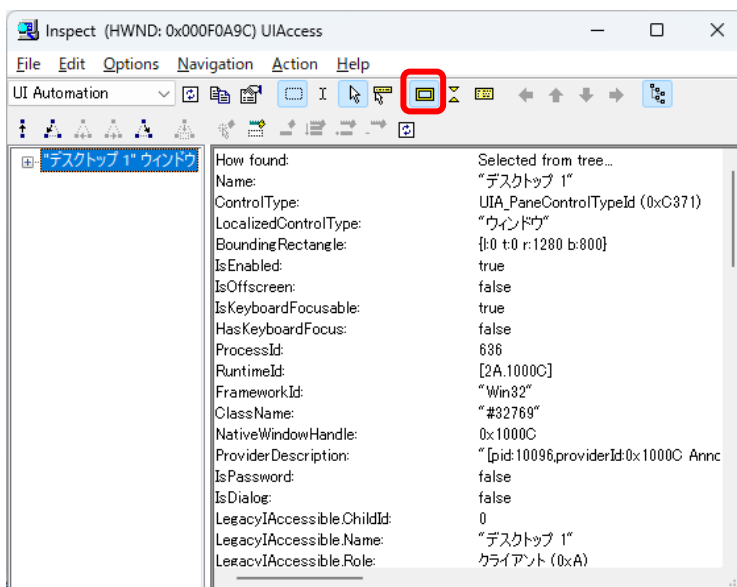 Inspect (HWND: 0x000F0A9C) UIAccess
File Edit Options Navigation Action Help
UI Automation
"デスクトップ 1" ウィンドウ
How found: Selected from tree...
Name: "デスクトップ 1"
ControlType: UIA_PaneControlTypeId (0xC371)
LocalizedControlType: "ウィンドウ"
BoundingRectangle: {l:0 t:0 r:1280 b:800}
IsEnabled: true
IsOffscreen: false
IsKeyboardFocusable: true
HasKeyboardFocus: false
ProcessId: 636
RuntimeId: [2A.1000C]
FrameworkId: "Win32"
ClassName: "#32769"
NativeWindowHandle: 0x1000C
ProviderDescription: "[pid:10096,providerId:0x1000C Annc
IsPassword: false
IsDialog: false
LegacyIAccessible.ChildId: 0
LegacyIAccessible.Name: "デスクトップ 1"
LegacyIAccessible.Role: クライアント (0xA)